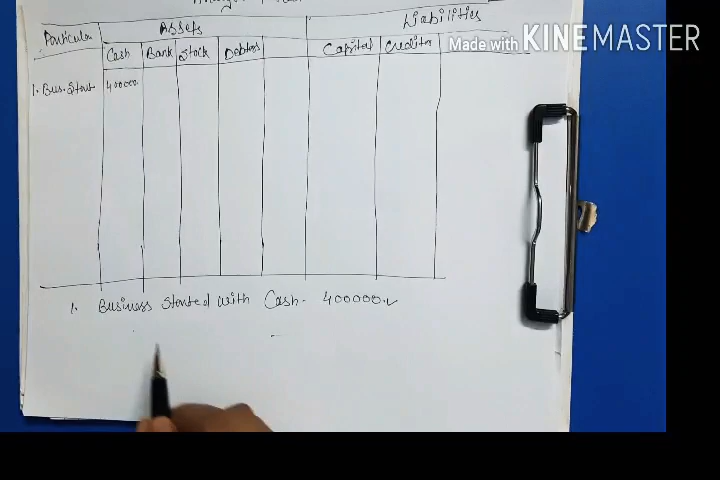 Liabilities
Particular Assets
Made with KINEMASTER
Cash Bank Stock Debtors Capital Creditors
1. Bus. Start 400000
1. Business Started with Cash - 400000.